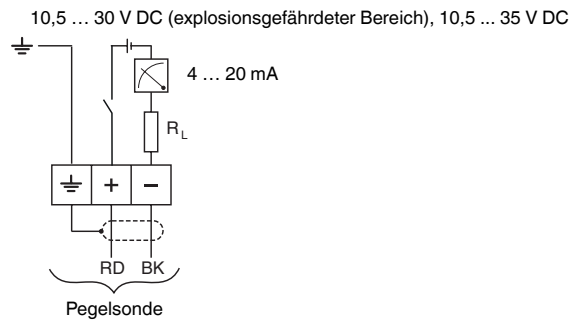 10,5 … 30 V DC (explosionsgefährdeter Bereich), 10,5 ... 35 V DC
4 … 20 mA
RL
+ −
RD BK
Pegelsonde